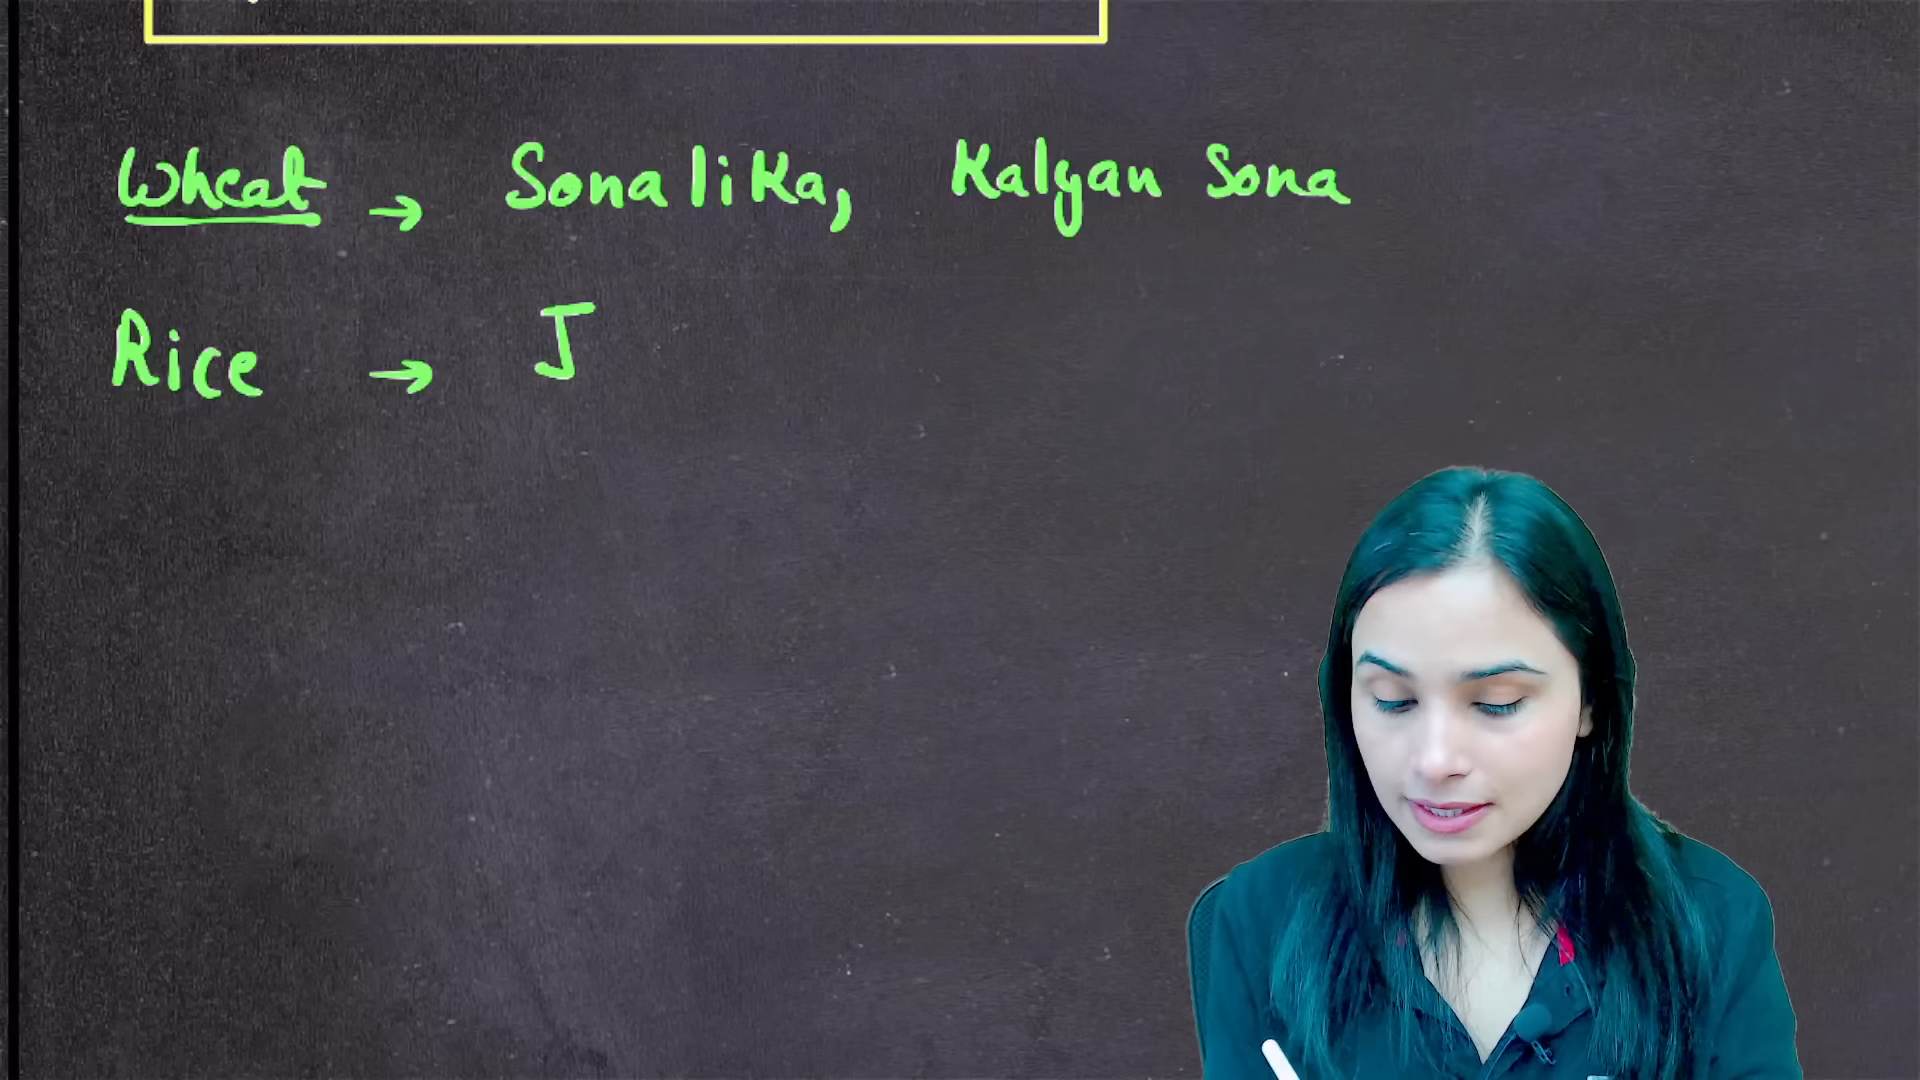 Wheat → Sonalika, Kalyan Sona
Rice → J